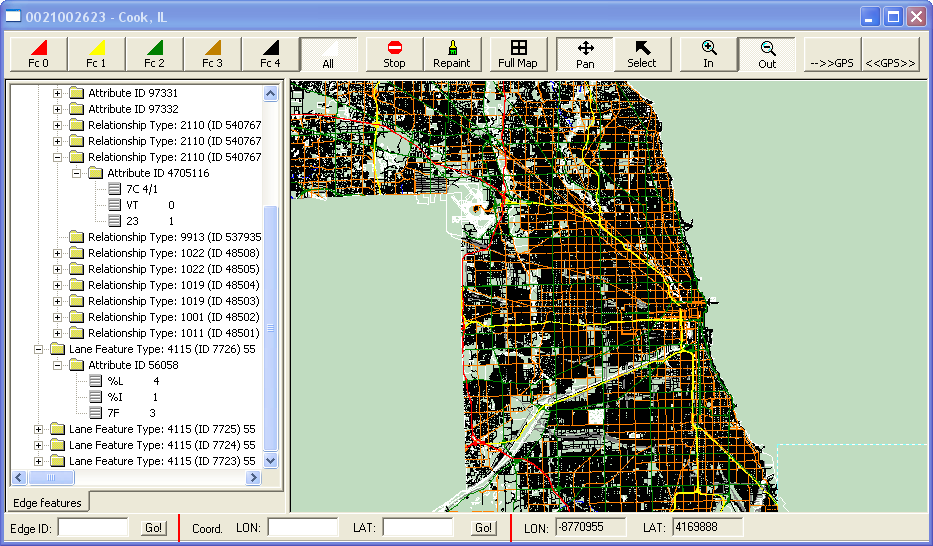 0021002623 - Cook, IL
Fc 0 Fc 1 Fc 2 Fc 3 Fc 4 All Stop Repaint Full Map Pan Select In Out -->>GPS <<GPS>>
Attribute ID 97331
Attribute ID 97332
Relationship Type: 2110 (ID 540767
Relationship Type: 2110 (ID 540767
Relationship Type: 2110 (ID 540767
Attribute ID 4705116
7C 4/1
VT 0
23 1
Relationship Type: 9913 (ID 537935
Relationship Type: 1022 (ID 48508)
Relationship Type: 1022 (ID 48505)
Relationship Type: 1019 (ID 48504)
Relationship Type: 1019 (ID 48503)
Relationship Type: 1001 (ID 48502)
Relationship Type: 1011 (ID 48501)
Lane Feature Type: 4115 (ID 7726) 55
Attribute ID 56058
%L 4
%I 1
7F 3
Lane Feature Type: 4115 (ID 7725) 55
Lane Feature Type: 4115 (ID 7724) 55
Lane Feature Type: 4115 (ID 7723) 55
Edge features
Edge ID: Go! Coord. LON: LAT: Go! LON: -8770955 LAT: 4169888